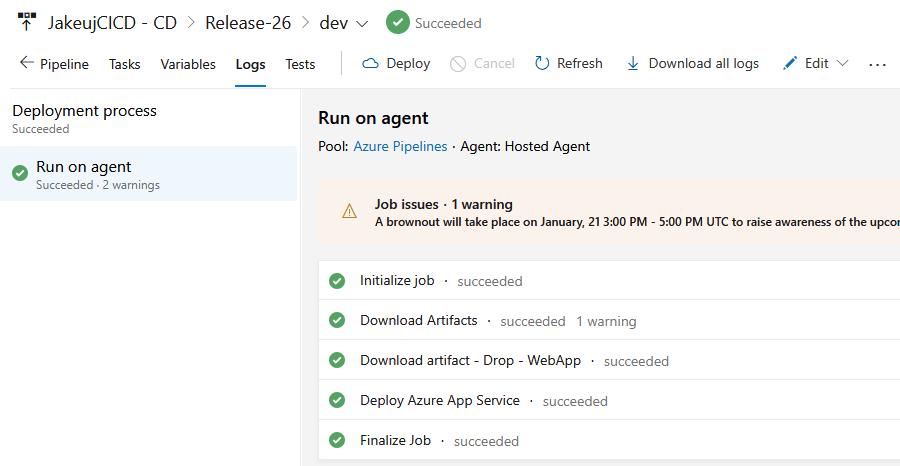 JakeujCICD - CD > Release-26 > dev Succeeded
Pipeline Tasks Variables Logs Tests Deploy Cancel Refresh Download all logs Edit ...
Deployment process
Succeeded
Run on agent
Succeeded · 2 warnings
Run on agent
Pool: Azure Pipelines · Agent: Hosted Agent
Job issues · 1 warning
A brownout will take place on January, 21 3:00 PM - 5:00 PM UTC to raise awareness of the
Initialize job · succeeded
Download Artifacts · succeeded 1 warning
Download artifact - Drop - WebApp · succeeded
Deploy Azure App Service · succeeded
Finalize Job · succeeded